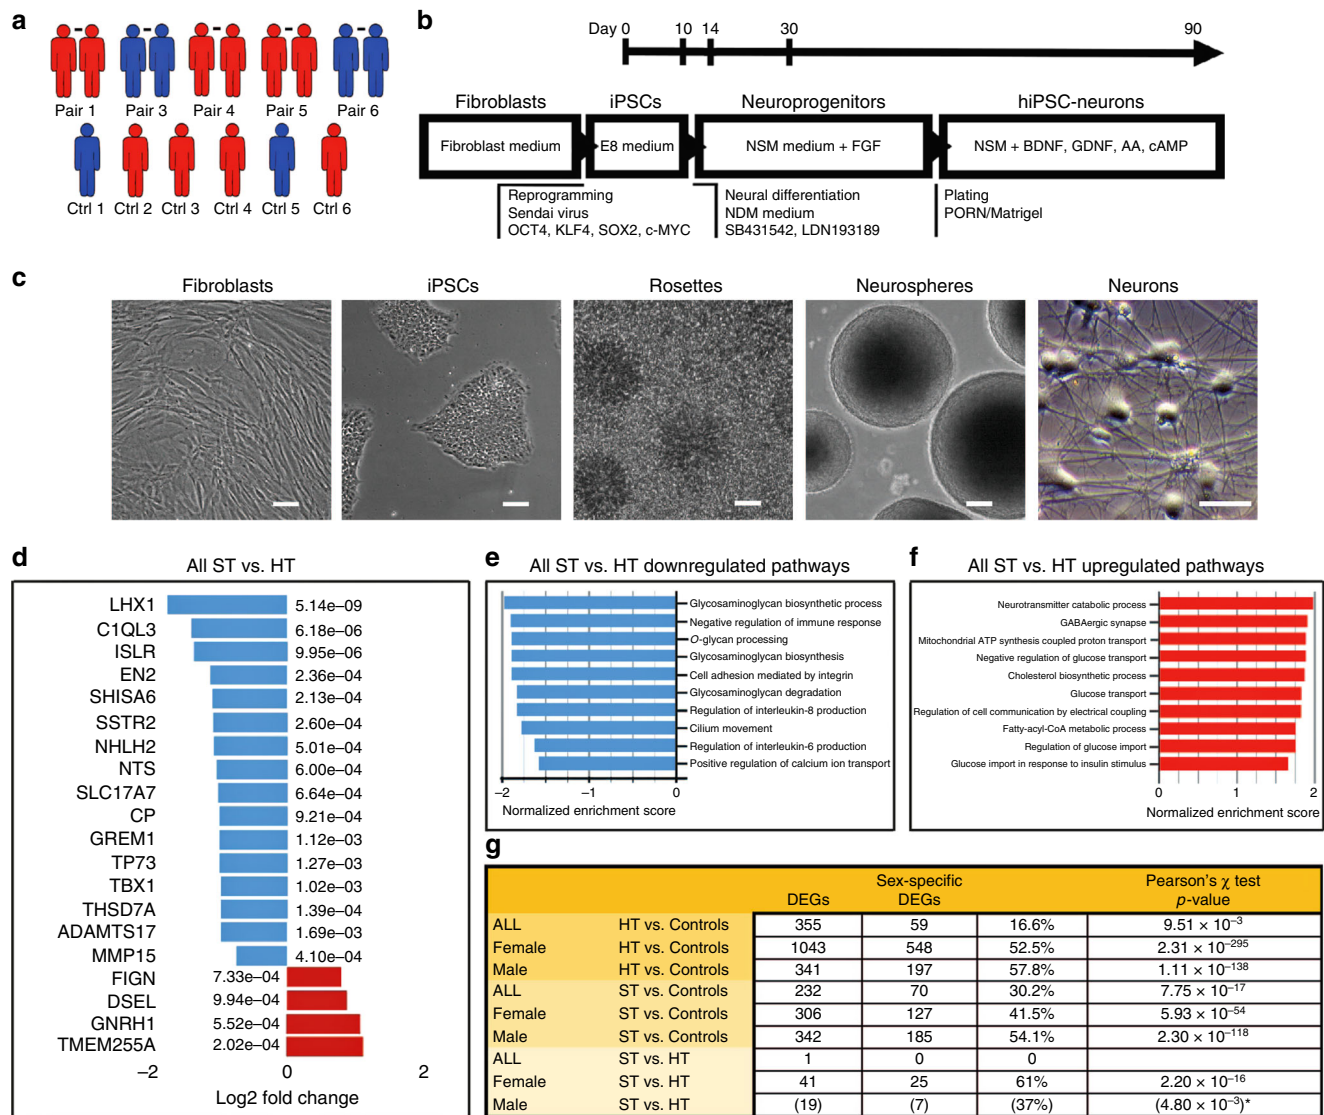 a
Pair 1 Pair 3 Pair 4 Pair 5 Pair 6
Ctrl 1 Ctrl 2 Ctrl 3 Ctrl 4 Ctrl 5 Ctrl 6
b
Day 0 10 14 30 90
Fibroblasts iPSCs Neuroprogenitors hiPSC-neurons
Fibroblast medium E8 medium NSM medium + FGF NSM + BDNF, GDNF, AA, cAMP
Reprogramming
Sendai virus
OCT4, KLF4, SOX2, c-MYC
Neural differentiation
NDM medium
SB431542, LDN193189
Plating
PORN/Matrigel
c
Fibroblasts iPSCs Rosettes Neurospheres Neurons
d
All ST vs. HT
LHX1 5.14e–09
C1QL3 6.18e–06
ISLR 9.95e–06
EN2 2.36e–04
SHISA6 2.13e–04
SSTR2 2.60e–04
NHLH2 5.01e–04
NTS 6.00e–04
SLC17A7 6.64e–04
CP 9.21e–04
GREM1 1.12e–03
TP73 1.27e–03
TBX1 1.02e–03
THSD7A 1.39e–04
ADAMTS17 1.69e–03
MMP15 4.10e–04
FIGN 7.33e–04
DSEL 9.94e–04
GNRH1 5.52e–04
TMEM255A 2.02e–04
–2 0 2
Log2 fold change
e
All ST vs. HT downregulated pathways
Glycosaminoglycan biosynthetic process
Negative regulation of immune response
O-glycan processing
Glycosaminoglycan biosynthesis
Cell adhesion mediated by integrin
Glycosaminoglycan degradation
Regulation of interleukin-8 production
Cilium movement
Regulation of interleukin-6 production
Positive regulation of calcium ion transport
–2 –1 0
Normalized enrichment score
f
All ST vs. HT upregulated pathways
Neurotransmitter catabolic process
GABAergic synapse
Mitochondrial ATP synthesis coupled proton transport
Negative regulation of glucose transport
Cholesterol biosynthetic process
Glucose transport
Regulation of cell communication by electrical coupling
Fatty-acyl-CoA metabolic process
Regulation of glucose import
Glucose import in response to insulin stimulus
0 1 2
Normalized enrichment score
g
DEGs Sex-specific DEGs Pearson's χ test p-value
ALL HT vs. Controls 355 59 16.6% 9.51 × 10⁻³
Female HT vs. Controls 1043 548 52.5% 2.31 × 10⁻²⁹⁵
Male HT vs. Controls 341 197 57.8% 1.11 × 10⁻¹³⁸
ALL ST vs. Controls 232 70 30.2% 7.75 × 10⁻¹⁷
Female ST vs. Controls 306 127 41.5% 5.93 × 10⁻⁵⁴
Male ST vs. Controls 342 185 54.1% 2.30 × 10⁻¹¹⁸
ALL ST vs. HT 1 0 0
Female ST vs. HT 41 25 61% 2.20 × 10⁻¹⁶
Male ST vs. HT (19) (7) (37%) (4.80 × 10⁻³)*